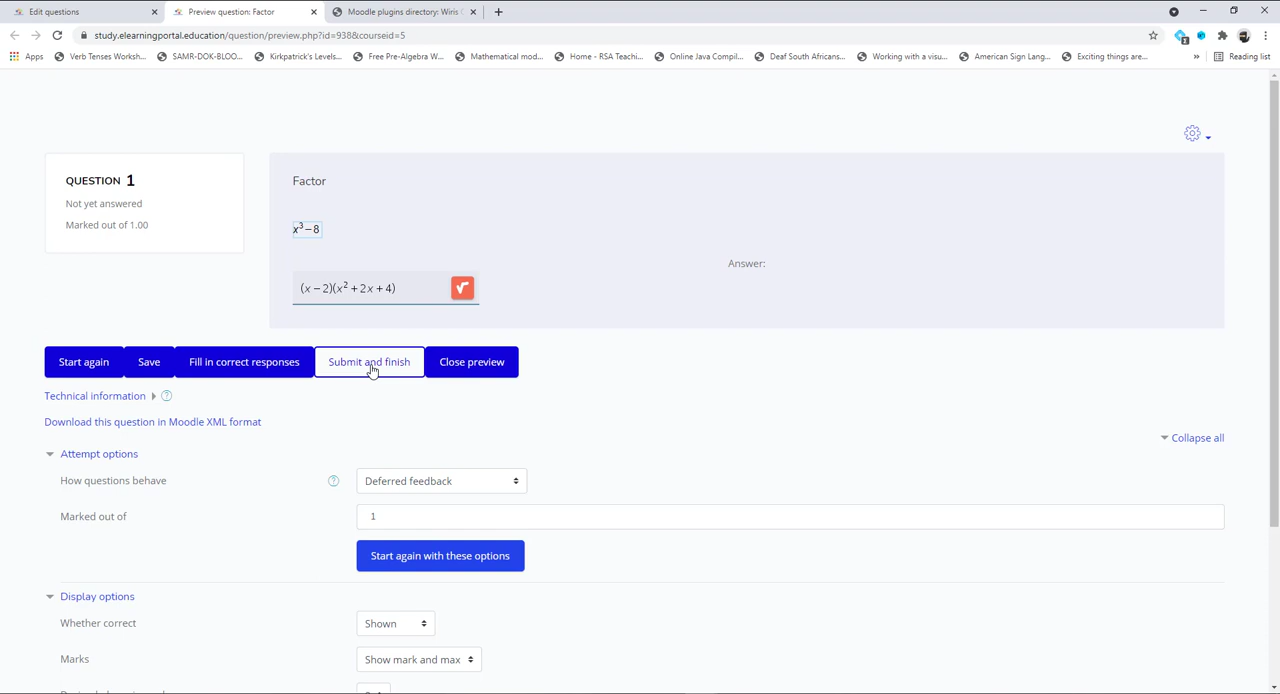 Edit questions
Preview question: Factor
Moodle plugins directory: Wiris
study.elearningportal.education/question/preview.php?id=938&courseid=5
Apps Verb Tenses Worksh... SAMR-DOK-BLOO... Kirkpatrick's Levels... Free Pre-Algebra W... Mathematical mod... Home - RSA Teachi... Online Java Compil... Deaf South Africans... Working with a visu... American Sign Lang... Exciting things are... » Reading list
QUESTION 1
Not yet answered
Marked out of 1.00
Factor
x³−8
Answer:
(x − 2)(x² + 2x + 4)
Start again Save Fill in correct responses Submit and finish Close preview
Technical information
Download this question in Moodle XML format
Collapse all
Attempt options
How questions behave ? Deferred feedback
Marked out of 1
Start again with these options
Display options
Whether correct Shown
Marks Show mark and max